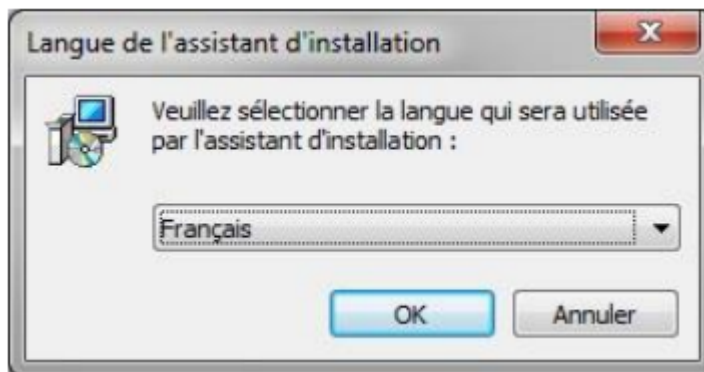 Langue de l'assistant d'installation
Veuillez sélectionner la langue qui sera utilisée
par l'assistant d'installation :
Français
OK
Annuler